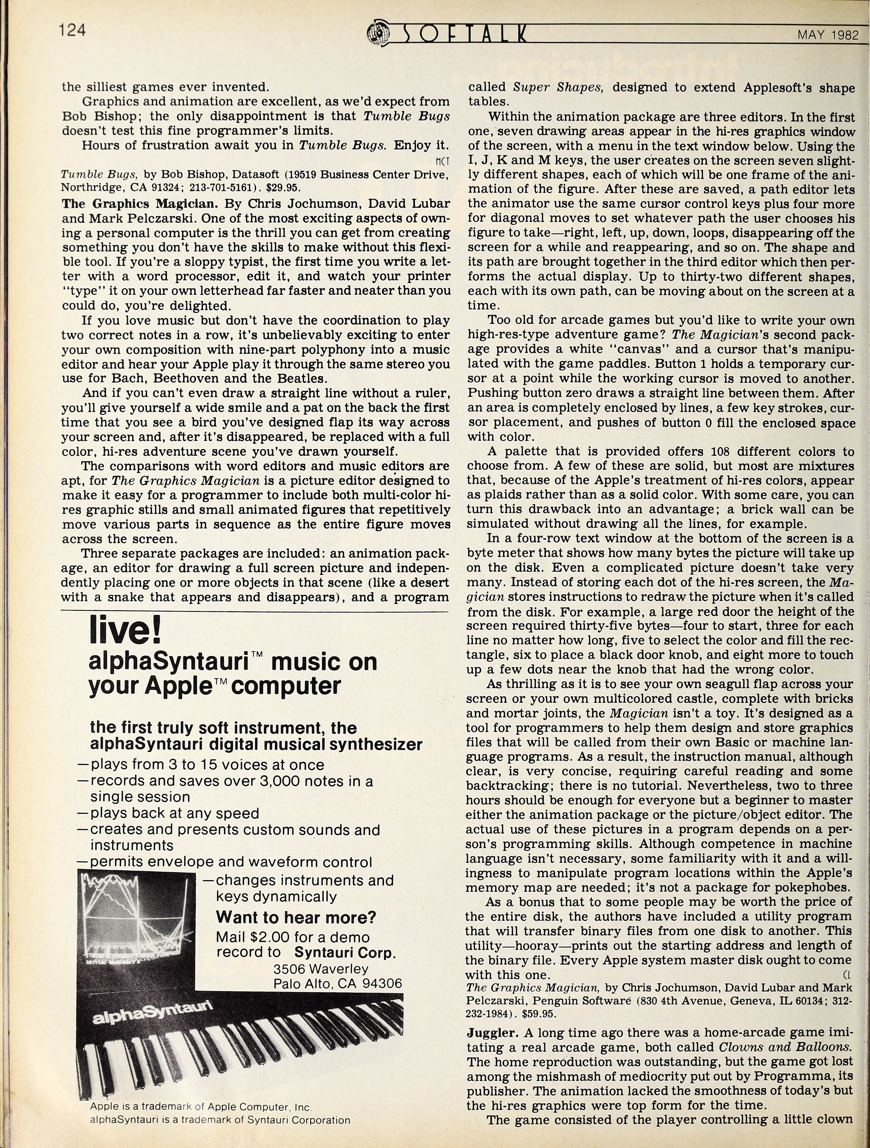 124
SOFTALK
MAY 1982
the silliest games ever invented.
Graphics and animation are excellent, as we'd expect from
Bob Bishop; the only disappointment is that Tumble Bugs
doesn't test this fine programmer's limits.
Hours of frustration await you in Tumble Bugs. Enjoy it.
MCT
Tumble Bugs, by Bob Bishop, Datasoft (19519 Business Center Drive,
Northridge, CA 91324; 213-701-5161). $29.95.
The Graphics Magician. By Chris Jochumson, David Lubar
and Mark Pelczarski. One of the most exciting aspects of own-
ing a personal computer is the thrill you can get from creating
something you don't have the skills to make without this flexi-
ble tool. If you're a sloppy typist, the first time you write a let-
ter with a word processor, edit it, and watch your printer
"type" it on your own letterhead far faster and neater than you
could do, you're delighted.
If you love music but don't have the coordination to play
two correct notes in a row, it's unbelievably exciting to enter
your own composition with nine-part polyphony into a music
editor and hear your Apple play it through the same stereo you
use for Bach, Beethoven and the Beatles.
And if you can't even draw a straight line without a ruler,
you'll give yourself a wide smile and a pat on the back the first
time that you see a bird you've designed flap its way across
your screen and, after it's disappeared, be replaced with a full
color, hi-res adventure scene you've drawn yourself.
The comparisons with word editors and music editors are
apt, for The Graphics Magician is a picture editor designed to
make it easy for a programmer to include both multi-color hi-
res graphic stills and small animated figures that repetitively
move various parts in sequence as the entire figure moves
across the screen.
Three separate packages are included: an animation pack-
age, an editor for drawing a full screen picture and indepen-
dently placing one or more objects in that scene (like a desert
with a snake that appears and disappears), and a program
live!
alphaSyntauri™ music on
your Apple™ computer
the first truly soft instrument, the
alphaSyntauri digital musical synthesizer
—plays from 3 to 15 voices at once
—records and saves over 3,000 notes in a
single session
—plays back at any speed
—creates and presents custom sounds and
instruments
—permits envelope and waveform control
—changes instruments and
keys dynamically
Want to hear more?
Mail $2.00 for a demo
record to Syntauri Corp.
3506 Waverley
Palo Alto, CA 94306
alphaSyntauri
Apple is a trademark of Apple Computer, Inc.
alphaSyntauri is a trademark of Syntauri Corporation
called Super Shapes, designed to extend Applesoft's shape
tables.
Within the animation package are three editors. In the first
one, seven drawing areas appear in the hi-res graphics window
of the screen, with a menu in the text window below. Using the
I, J, K and M keys, the user creates on the screen seven slight-
ly different shapes, each of which will be one frame of the ani-
mation of the figure. After these are saved, a path editor lets
the animator use the same cursor control keys plus four more
for diagonal moves to set whatever path the user chooses his
figure to take—right, left, up, down, loops, disappearing off the
screen for a while and reappearing, and so on. The shape and
its path are brought together in the third editor which then per-
forms the actual display. Up to thirty-two different shapes,
each with its own path, can be moving about on the screen at a
time.
Too old for arcade games but you'd like to write your own
high-res-type adventure game? The Magician's second pack-
age provides a white "canvas" and a cursor that's manipu-
lated with the game paddles. Button 1 holds a temporary cur-
sor at a point while the working cursor is moved to another.
Pushing button zero draws a straight line between them. After
an area is completely enclosed by lines, a few key strokes, cur-
sor placement, and pushes of button 0 fill the enclosed space
with color.
A palette that is provided offers 108 different colors to
choose from. A few of these are solid, but most are mixtures
that, because of the Apple's treatment of hi-res colors, appear
as plaids rather than as a solid color. With some care, you can
turn this drawback into an advantage; a brick wall can be
simulated without drawing all the lines, for example.
In a four-row text window at the bottom of the screen is a
byte meter that shows how many bytes the picture will take up
on the disk. Even a complicated picture doesn't take very
many. Instead of storing each dot of the hi-res screen, the Ma-
gician stores instructions to redraw the picture when it's called
from the disk. For example, a large red door the height of the
screen required thirty-five bytes—four to start, three for each
line no matter how long, five to select the color and fill the rec-
tangle, six to place a black door knob, and eight more to touch
up a few dots near the knob that had the wrong color.
As thrilling as it is to see your own seagull flap across your
screen or your own multicolored castle, complete with bricks
and mortar joints, the Magician isn't a toy. It's designed as a
tool for programmers to help them design and store graphics
files that will be called from their own Basic or machine lan-
guage programs. As a result, the instruction manual, although
clear, is very concise, requiring careful reading and some
backtracking; there is no tutorial. Nevertheless, two to three
hours should be enough for everyone but a beginner to master
either the animation package or the picture/object editor. The
actual use of these pictures in a program depends on a per-
son's programming skills. Although competence in machine
language isn't necessary, some familiarity with it and a will-
ingness to manipulate program locations within the Apple's
memory map are needed; it's not a package for pokephobes.
As a bonus that to some people may be worth the price of
the entire disk, the authors have included a utility program
that will transfer binary files from one disk to another. This
utility—hooray—prints out the starting address and length of
the binary file. Every Apple system master disk ought to come
with this one.
The Graphics Magician, by Chris Jochumson, David Lubar and Mark
Pelczarski, Penguin Software (830 4th Avenue, Geneva, IL 60134; 312-
232-1984). $59.95.
Juggler. A long time ago there was a home-arcade game imi-
tating a real arcade game, both called Clowns and Balloons.
The home reproduction was outstanding, but the game got lost
among the mishmash of mediocrity put out by Programma, its
publisher. The animation lacked the smoothness of today's but
the hi-res graphics were top form for the time.
The game consisted of the player controlling a little clown